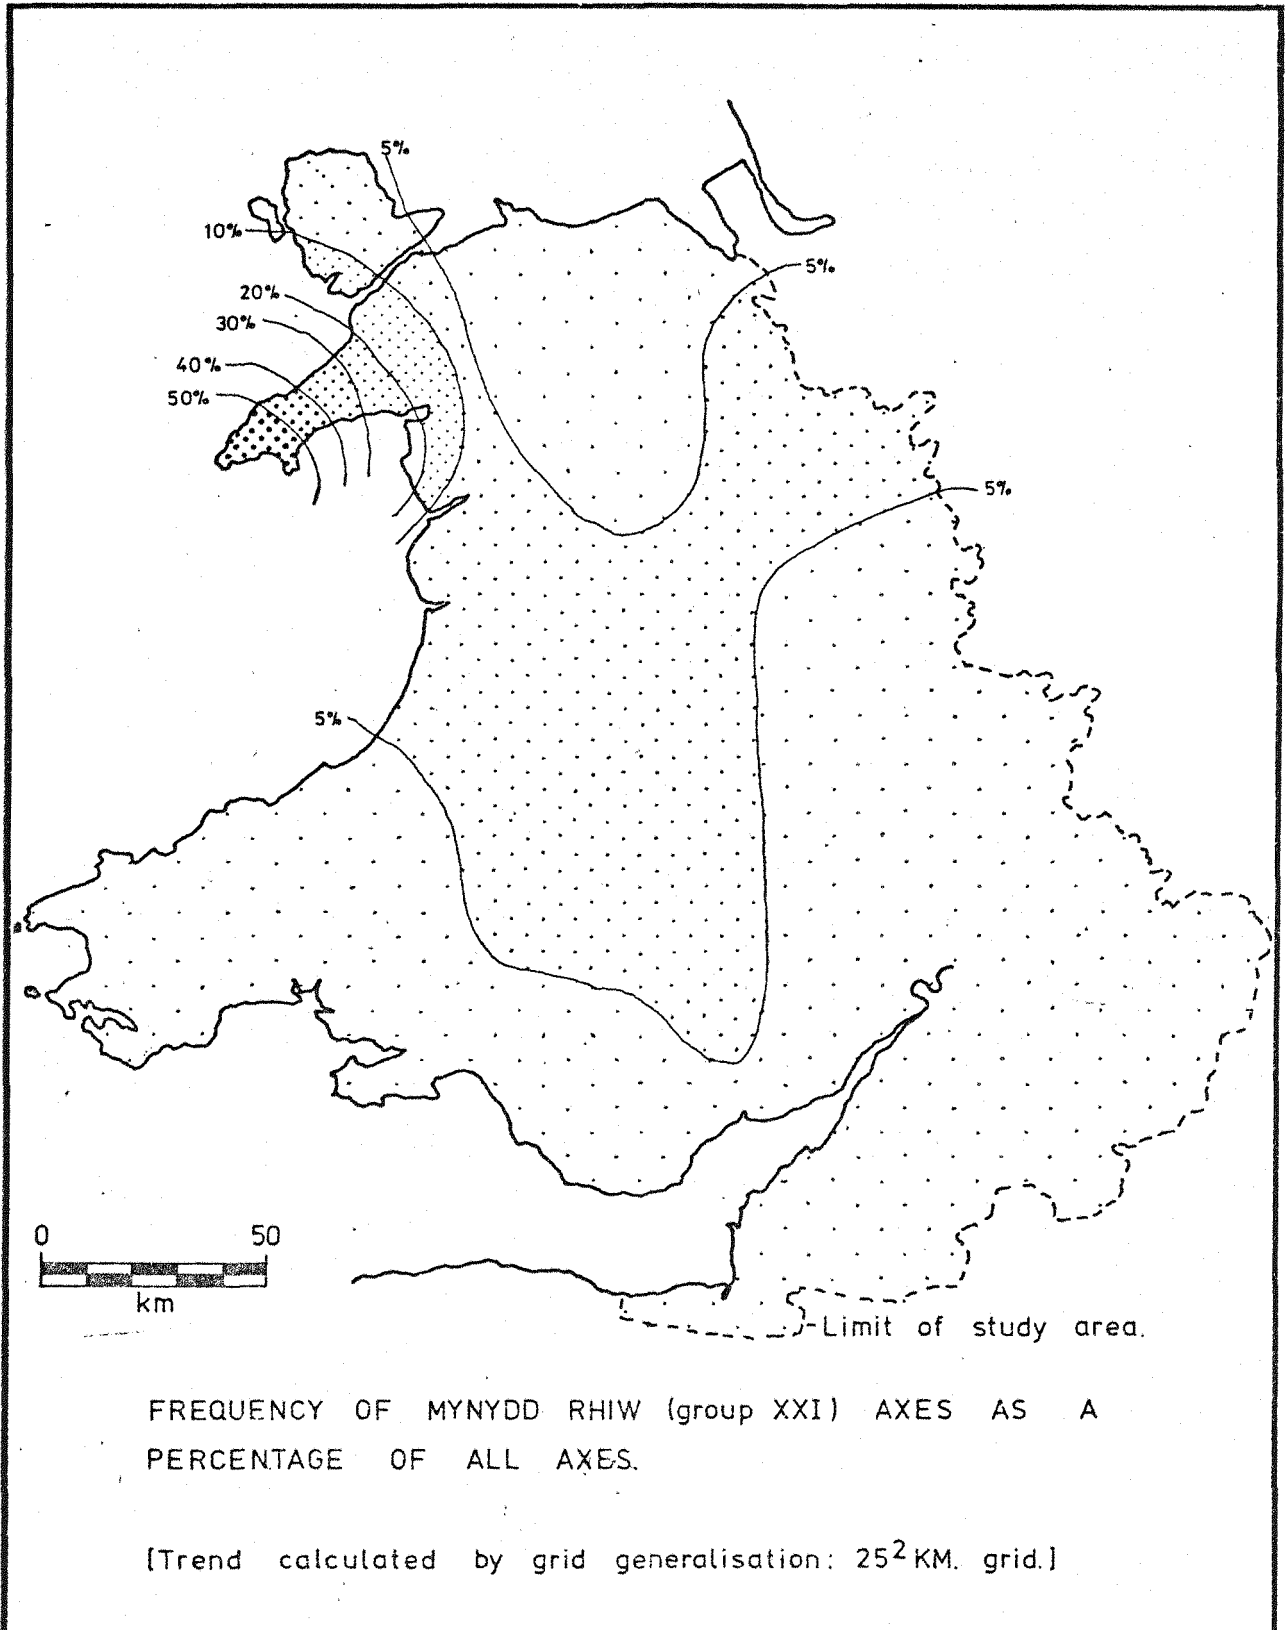 5%
10%
20%
30%
40%
50%
5%
5%
5%
0 50
km
Limit of study area.
FREQUENCY OF MYNYDD RHIW (group XXI) AXES AS A
PERCENTAGE OF ALL AXES.
[Trend calculated by grid generalisation: 25² KM. grid.]